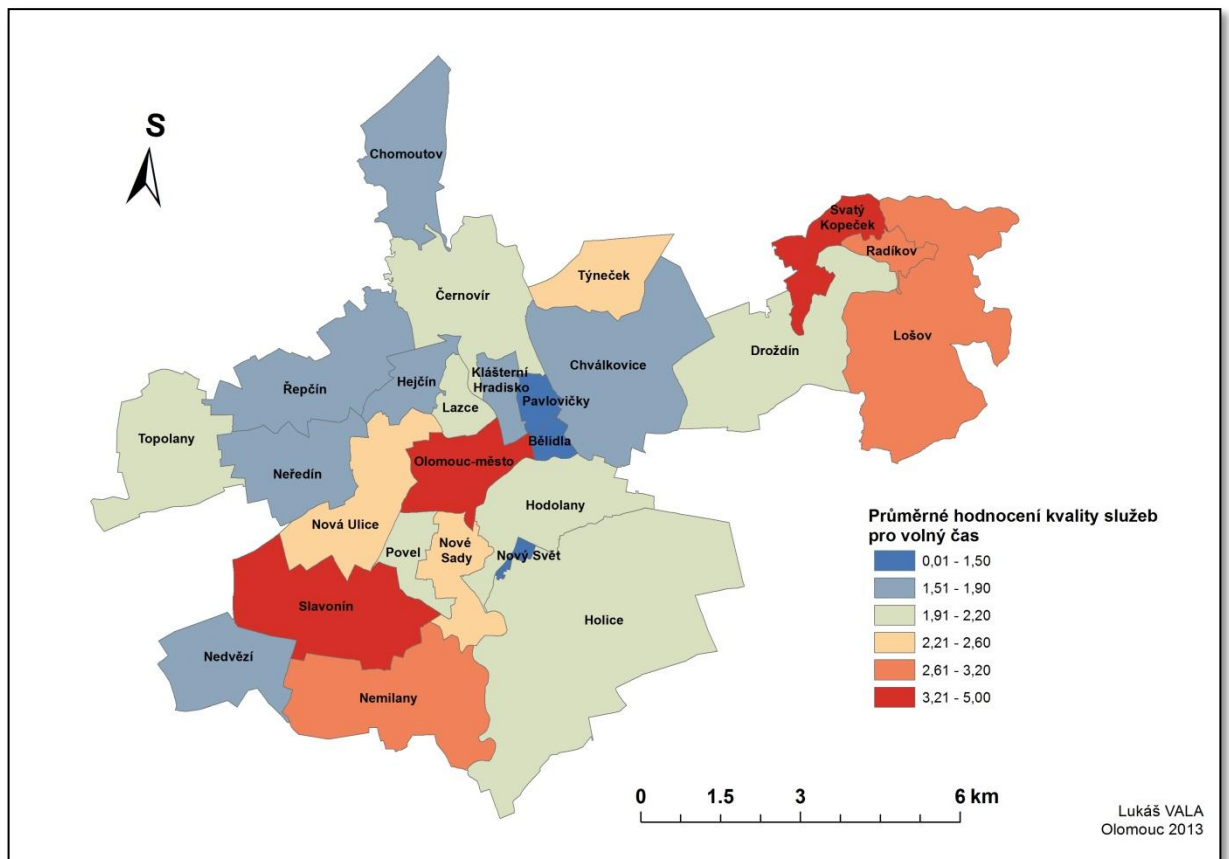 S
Chomoutov
Svatý
Kopeček
Radíkov
Týneček
Černovír
Lošov
Droždín
Chválkovice
Klášterní
Hradisko
Hejčín
Řepčín
Pavlovičky
Lazce
Topolany
Bělidla
Olomouc-město
Neředín
Hodolany
Nová Ulice
Nové
Sady
Povel
Nový Svět
Slavonín
Holice
Nedvězí
Nemilany
Průměrné hodnocení kvality služeb
pro volný čas
0,01 - 1,50
1,51 - 1,90
1,91 - 2,20
2,21 - 2,60
2,61 - 3,20
3,21 - 5,00
0 1.5 3 6 km
Lukáš VALA
Olomouc 2013